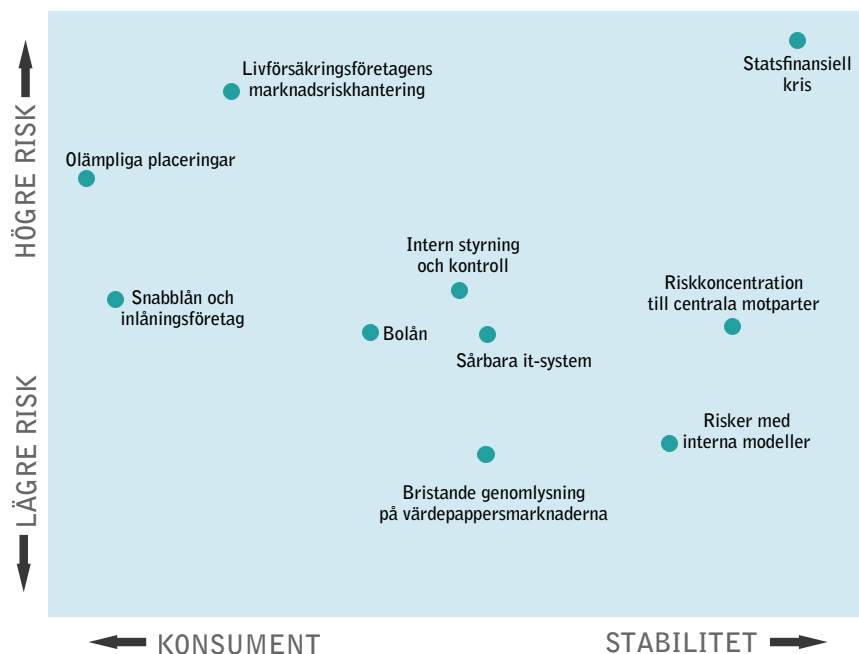 HÖGRE RISK
LÄGRE RISK
Livförsäkringsföretagens
marknadsriskhantering
Statsfinansiell
kris
Olämpliga placeringar
Intern styrning
och kontroll
Snabblån och
inlåningsföretag
Riskkoncentration
till centrala motparter
Bolån
Sårbara it-system
Risker med
interna modeller
Bristande genomlysning
på värdepappersmarknaderna
KONSUMENT
STABILITET